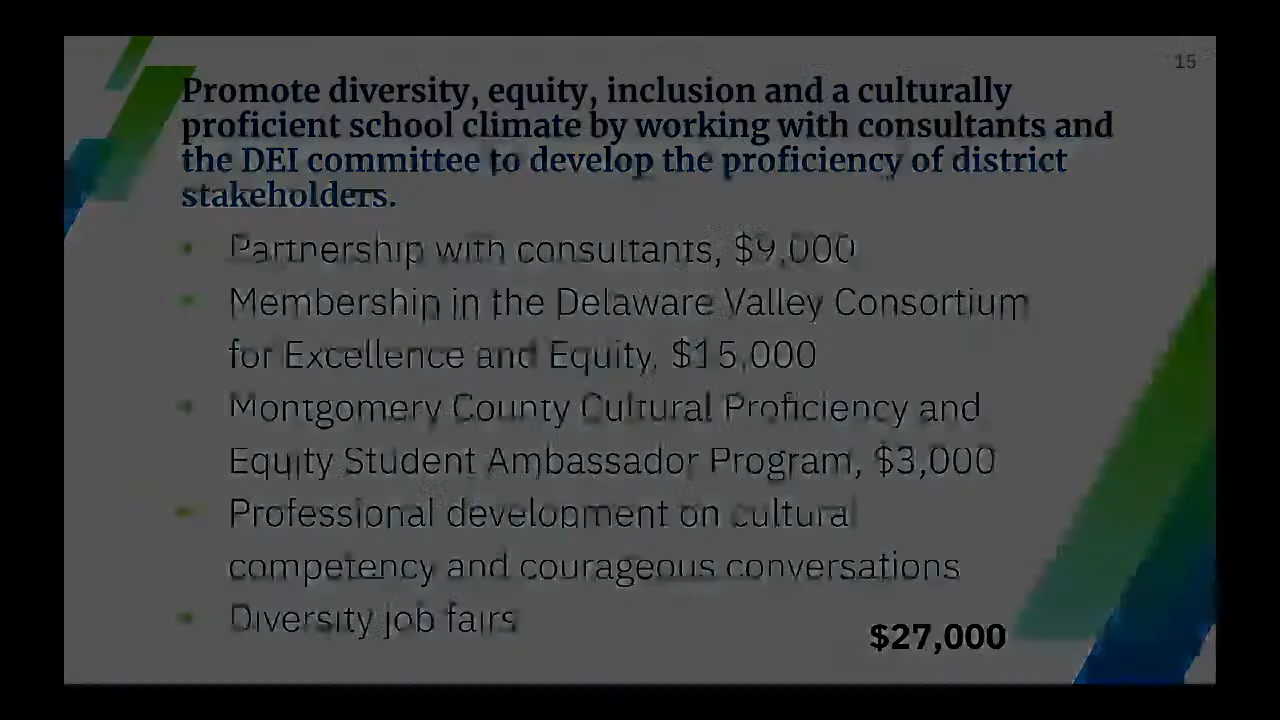 15
Promote diversity, equity, inclusion and a culturally
proficient school climate by working with consultants and
the DEI committee to develop the proficiency of district
stakeholders.
• Partnership with consultants, $9,000
• Membership in the Delaware Valley Consortium
for Excellence and Equity, $15,000
• Montgomery County Cultural Proficiency and
Equity Student Ambassador Program, $3,000
• Professional development on cultural
competency and courageous conversations
• Diversity job fairs
$27,000